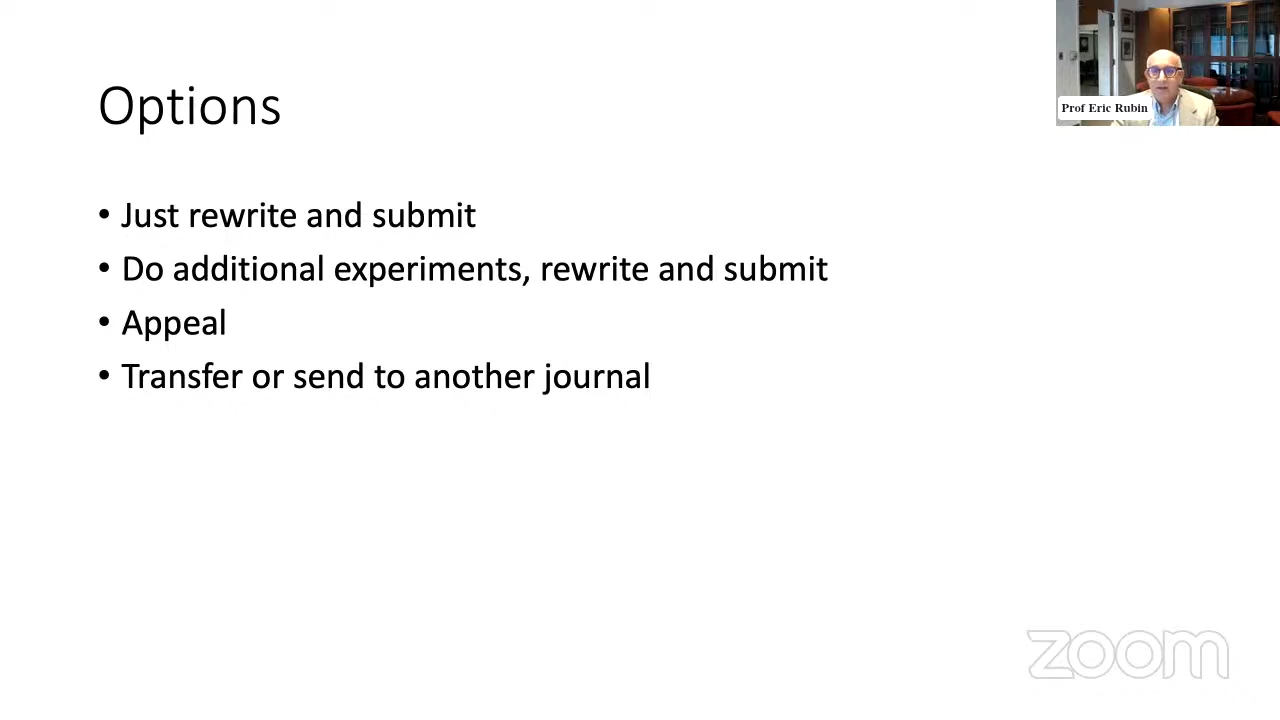 Options
• Just rewrite and submit
• Do additional experiments, rewrite and submit
• Appeal
• Transfer or send to another journal
Prof Eric Rubin
zoom